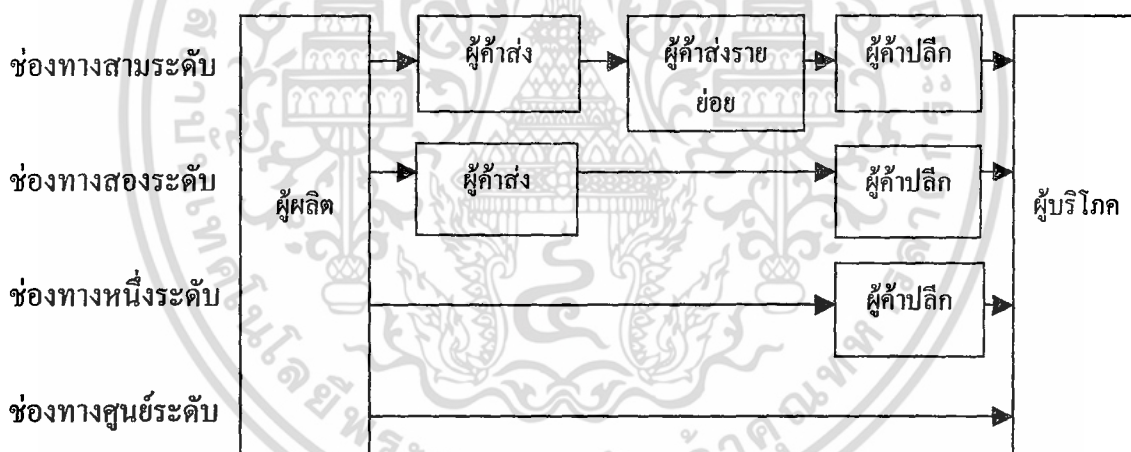 ช่องทางสามระดับ
ผู้ค้าส่ง
ผู้ค้าส่งราย
ย่อย
ผู้ค้าปลีก
ช่องทางสองระดับ
ผู้ค้าส่ง
ผู้ค้าปลีก
ผู้ผลิต
ผู้บริโภค
ช่องทางหนึ่งระดับ
ผู้ค้าปลีก
ช่องทางศูนย์ระดับ